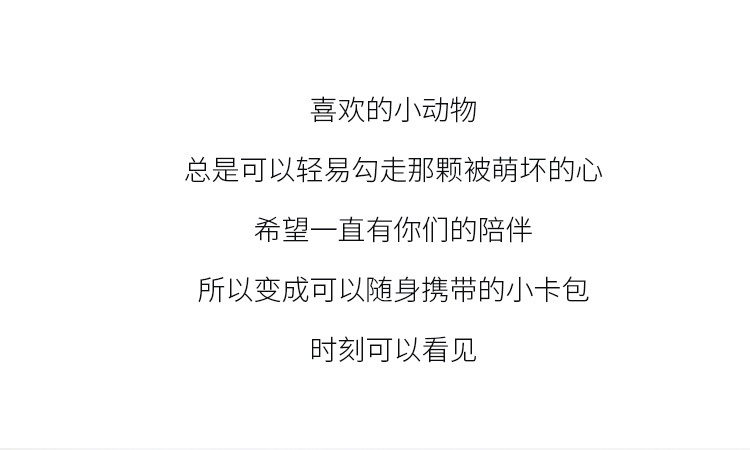 喜欢的小动物
总是可以轻易勾走那颗被萌坏的心
希望一直有你们的陪伴
所以变成可以随身携带的小卡包
时刻可以看见